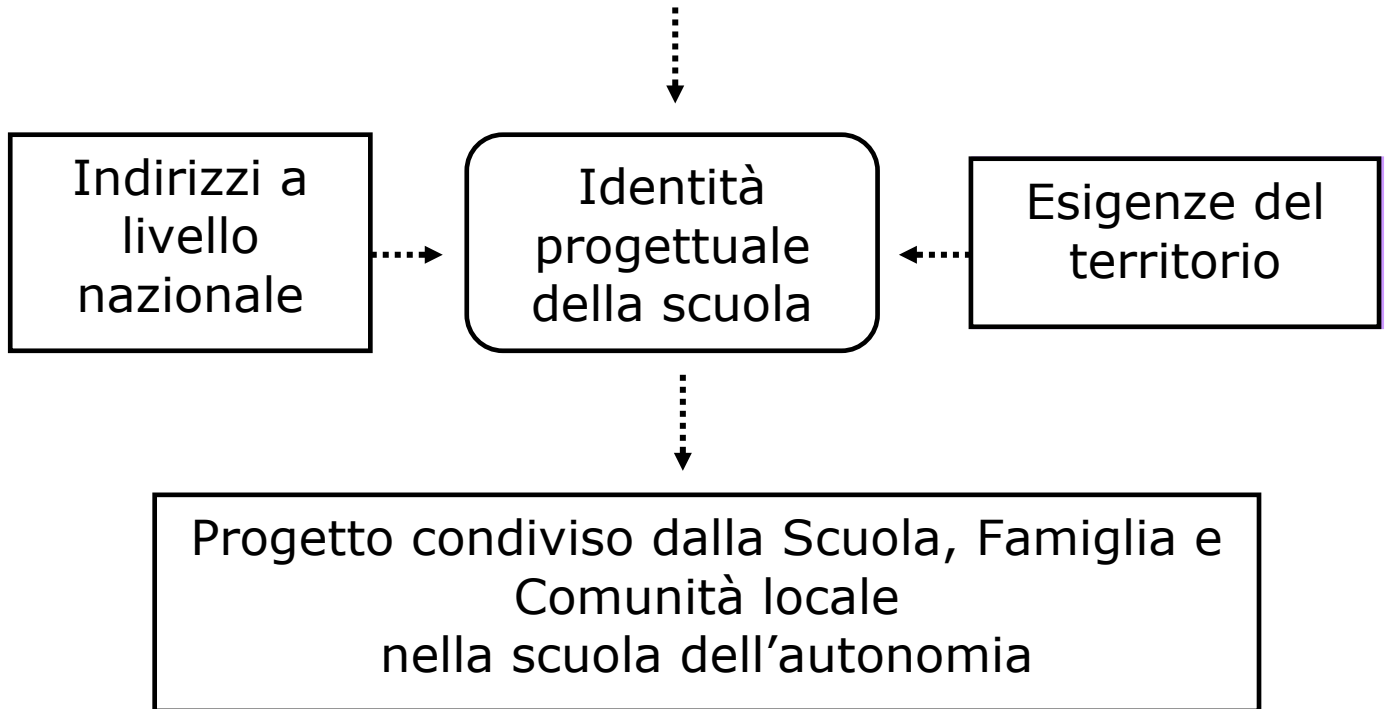 Indirizzi a
livello
nazionale
Identità
progettuale
della scuola
Esigenze del
territorio
Progetto condiviso dalla Scuola, Famiglia e
Comunità locale
nella scuola dell’autonomia